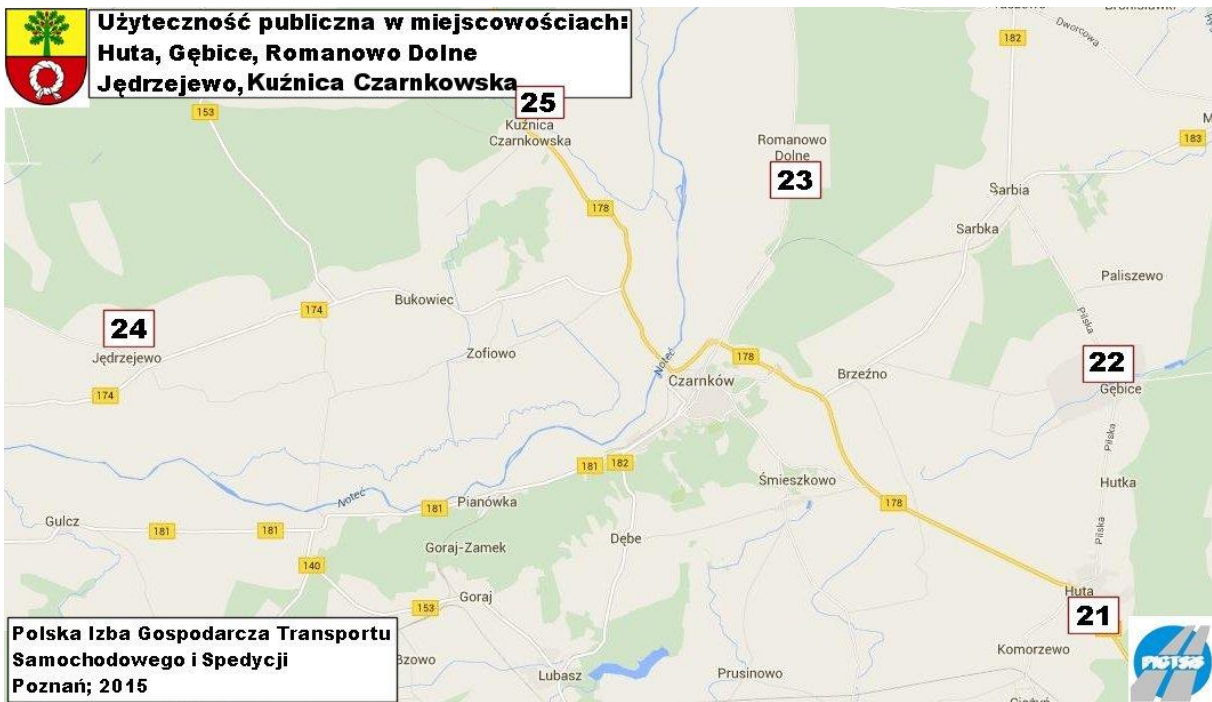 Użyteczność publiczna w miejscowościach:
Huta, Gębice, Romanowo Dolne
Jędrzejewo, Kuźnica Czarnkowska
182
Dworcowa
153
25
Kuźnica
Czarnkowska
Romanowo
Dolne
23
183
178
Sarbia
Sarbka
Paliszewo
Pilska
Bukowiec
174
24
Jędrzejewo
Zofiowo
Noteć
178
Czarnków
Brzeźno
22
Gębice
174
Pilska
181
182
Śmieszkowo
Hutka
Noteć
Pianówka
181
178
Gulcz
181
181
Pilska
Goraj-Zamek
Dębe
140
Huta
21
153
Goraj
Polska Izba Gospodarcza Transportu
Samochodowego i Spedycji
Poznań; 2015
Bzowo
Lubasz
Prusinowo
Komorzewo
PIGTSiS